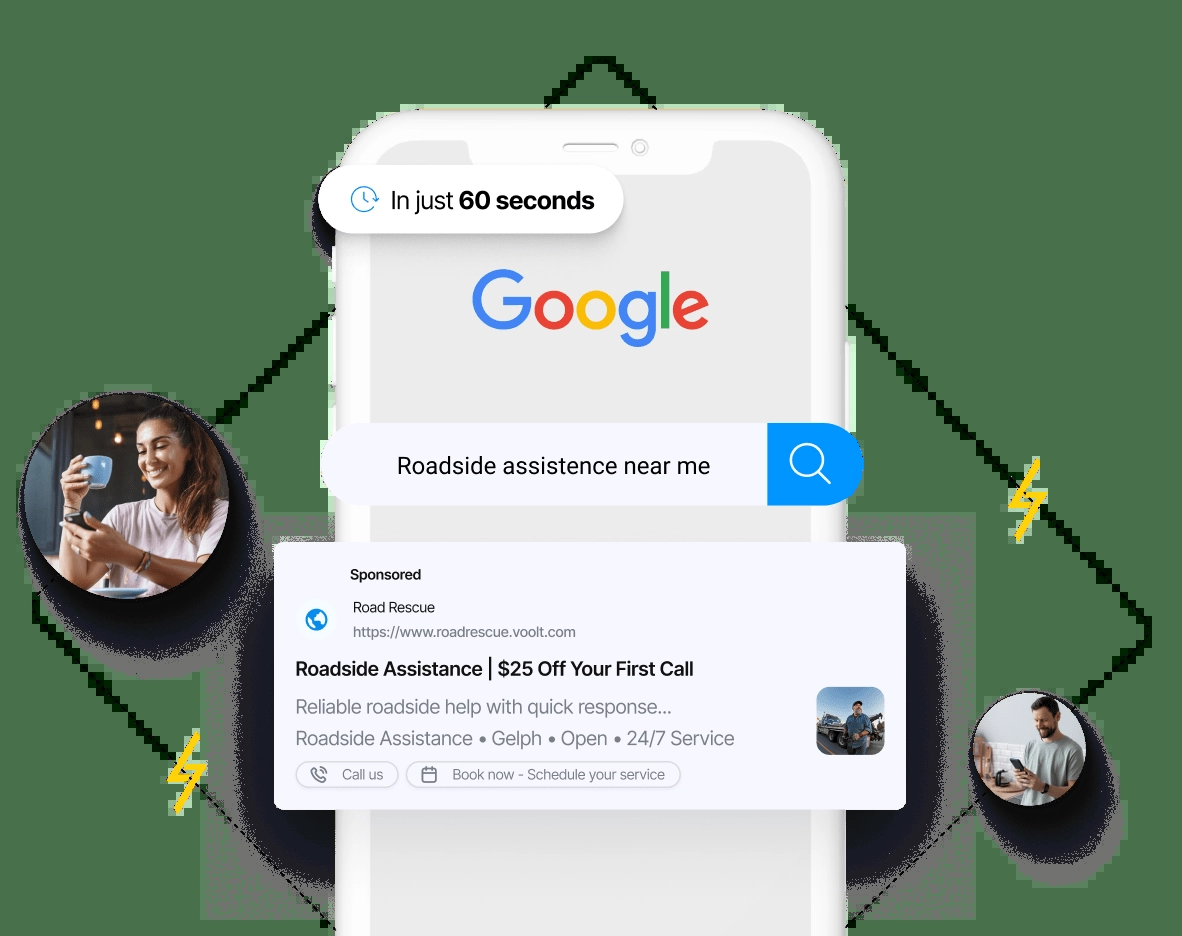 In just 60 seconds
Google
Roadside assistence near me
Sponsored
Road Rescue
https://www.roadrescue.voolt.com
Roadside Assistance | $25 Off Your First Call
Reliable roadside help with quick response...
Roadside Assistance • Gelph • Open • 24/7 Service
Call us
Book now - Schedule your service